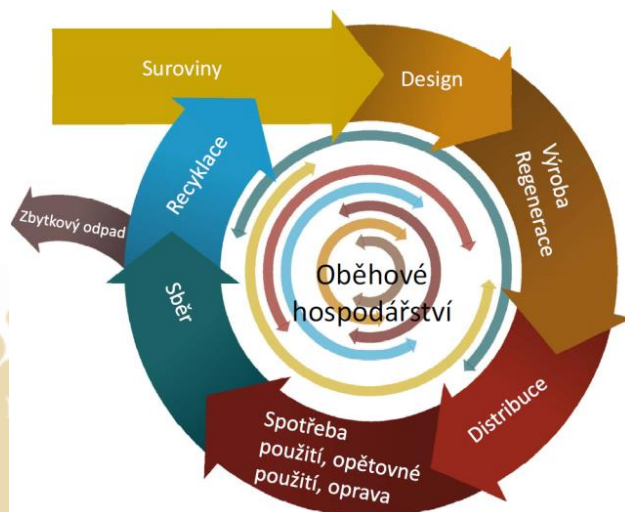 Suroviny
Design
Výroba
Regenerace
Distribuce
Spotřeba
použití, opětovné
použití, oprava
Sběr
Zbytkový odpad
Recyklace
Oběhové
hospodářství